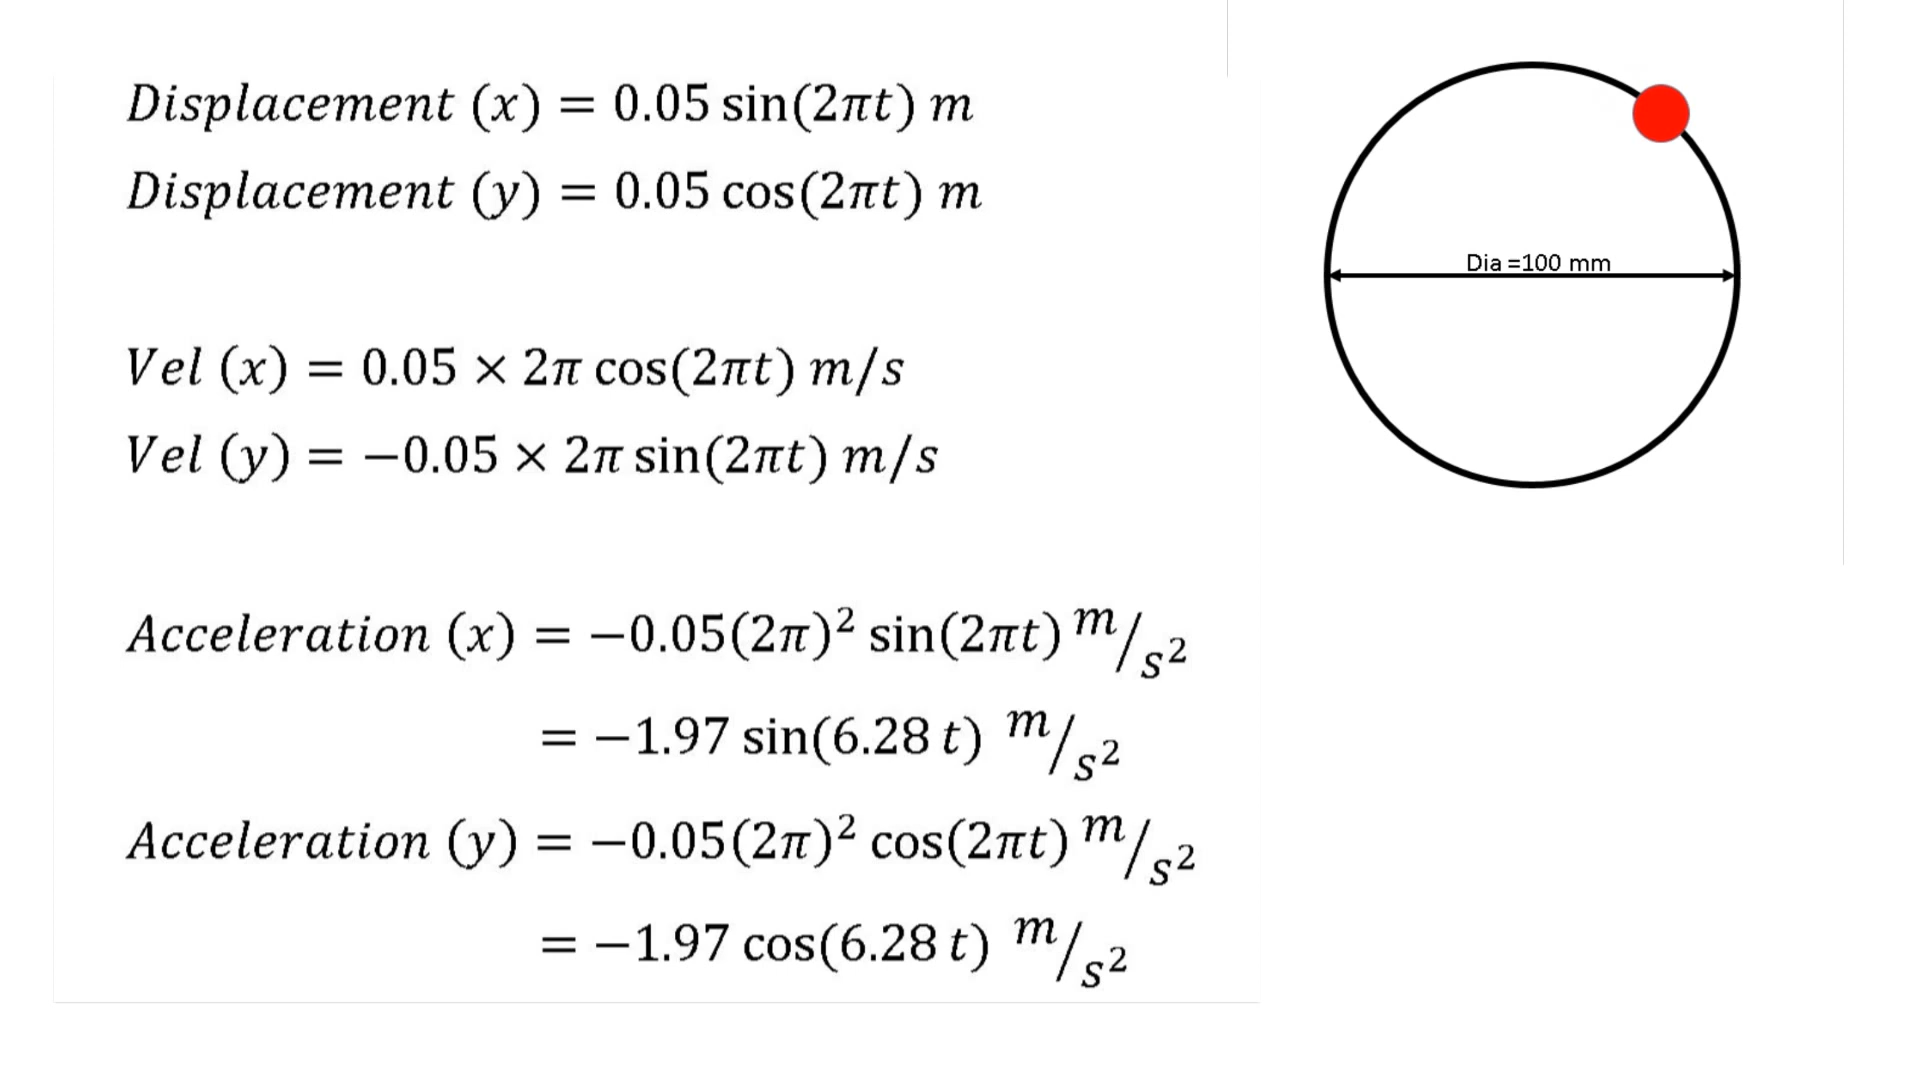 Displacement (x) = 0.05 sin(2πt) m
Displacement (y) = 0.05 cos(2πt) m
Dia =100 mm
Vel (x) = 0.05 × 2π cos(2πt) m/s
Vel (y) = −0.05 × 2π sin(2πt) m/s
Acceleration (x) = −0.05(2π)² sin(2πt) m/s²
= −1.97 sin(6.28 t) m/s²
Acceleration (y) = −0.05(2π)² cos(2πt) m/s²
= −1.97 cos(6.28 t) m/s²